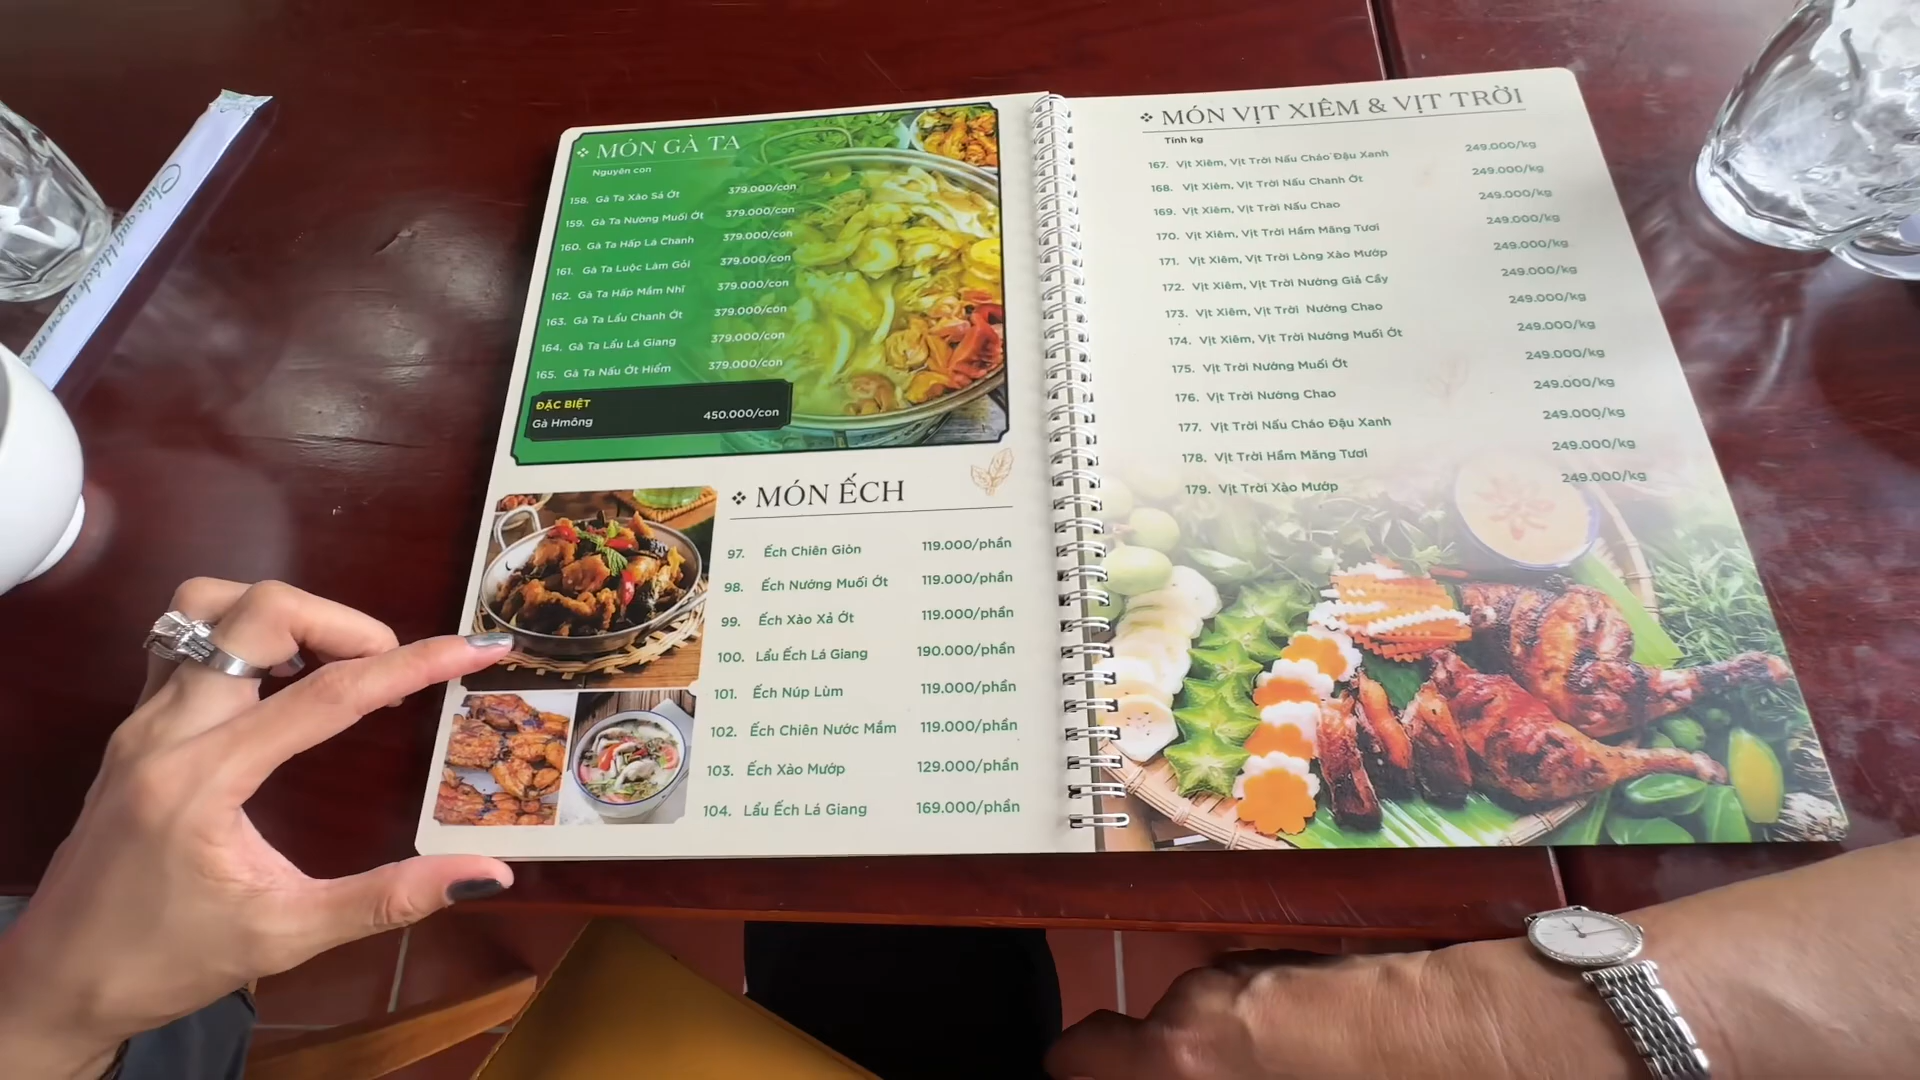 Chúc quý khách ngon miệng
❖ MÓN GÀ TA
Nguyên con
158. Gà Ta Xào Sả Ớt 379.000/con
159. Gà Ta Nướng Muối Ớt 379.000/con
160. Gà Ta Hấp Lá Chanh 379.000/con
161. Gà Ta Luộc Làm Gỏi 379.000/con
162. Gà Ta Hấp Mắm Nhĩ 379.000/con
163. Gà Ta Lẩu Chanh Ớt 379.000/con
164. Gà Ta Lẩu Lá Giang 379.000/con
165. Gà Ta Nấu Ớt Hiểm 379.000/con
ĐẶC BIỆT
Gà Hmông 450.000/con
❖ MÓN ẾCH
97. Ếch Chiên Giòn 119.000/phần
98. Ếch Nướng Muối Ớt 119.000/phần
99. Ếch Xào Xả Ớt 119.000/phần
100. Lẩu Ếch Lá Giang 190.000/phần
101. Ếch Núp Lùm 119.000/phần
102. Ếch Chiên Nước Mắm 119.000/phần
103. Ếch Xào Mướp 129.000/phần
104. Lẩu Ếch Lá Giang 169.000/phần
❖ MÓN VỊT XIÊM & VỊT TRỜI
Tính kg
167. Vịt Xiêm, Vịt Trời Nấu Cháo Đậu Xanh 249.000/kg
168. Vịt Xiêm, Vịt Trời Nấu Chanh Ớt 249.000/kg
169. Vịt Xiêm, Vịt Trời Nấu Chao 249.000/kg
170. Vịt Xiêm, Vịt Trời Hầm Măng Tươi 249.000/kg
171. Vịt Xiêm, Vịt Trời Lòng Xào Mướp 249.000/kg
172. Vịt Xiêm, Vịt Trời Nường Giả Cầy 249.000/kg
173. Vịt Xiêm, Vịt Trời Nướng Chao 249.000/kg
174. Vịt Xiêm, Vịt Trời Nướng Muối Ớt 249.000/kg
175. Vịt Trời Nường Muối Ớt 249.000/kg
176. Vịt Trời Nướng Chao 249.000/kg
177. Vịt Trời Nấu Cháo Đậu Xanh 249.000/kg
178. Vịt Trời Hầm Măng Tươi 249.000/kg
179. Vịt Trời Xào Mướp 249.000/kg